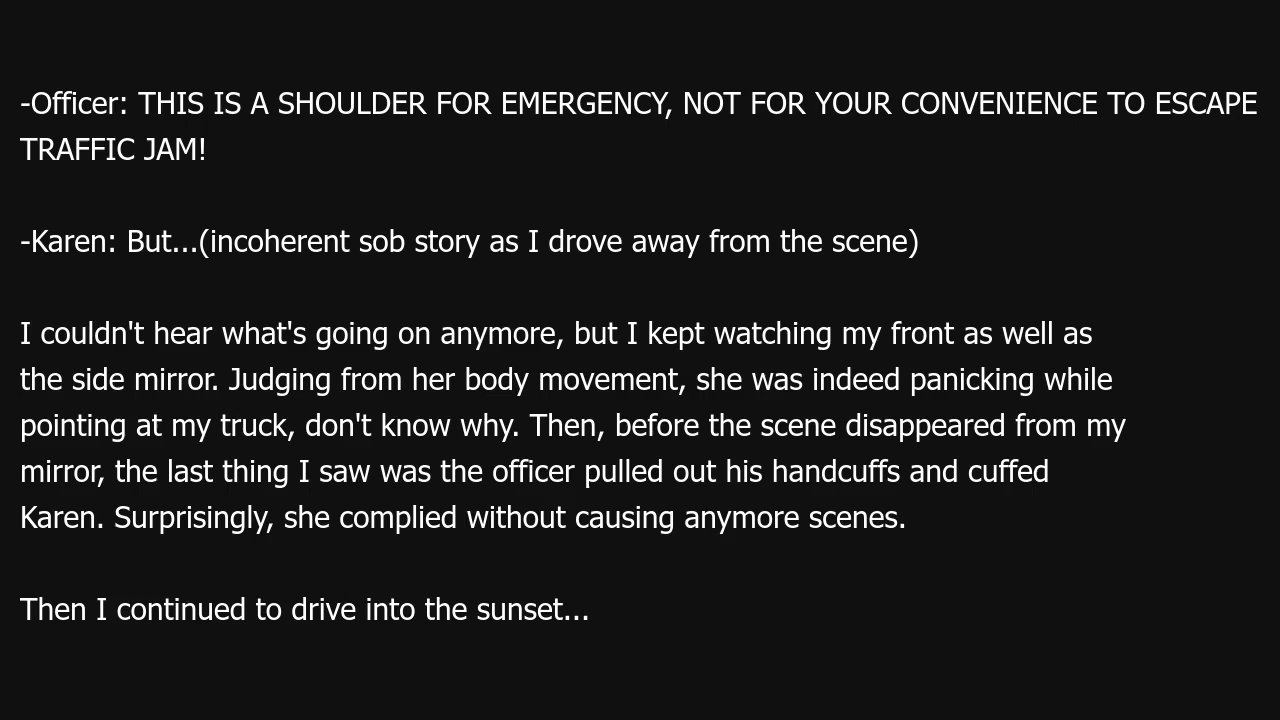 -Officer: THIS IS A SHOULDER FOR EMERGENCY, NOT FOR YOUR CONVENIENCE TO ESCAPE
TRAFFIC JAM!
-Karen: But...(incoherent sob story as I drove away from the scene)
I couldn't hear what's going on anymore, but I kept watching my front as well as
the side mirror. Judging from her body movement, she was indeed panicking while
pointing at my truck, don't know why. Then, before the scene disappeared from my
mirror, the last thing I saw was the officer pulled out his handcuffs and cuffed
Karen. Surprisingly, she complied without causing anymore scenes.
Then I continued to drive into the sunset...